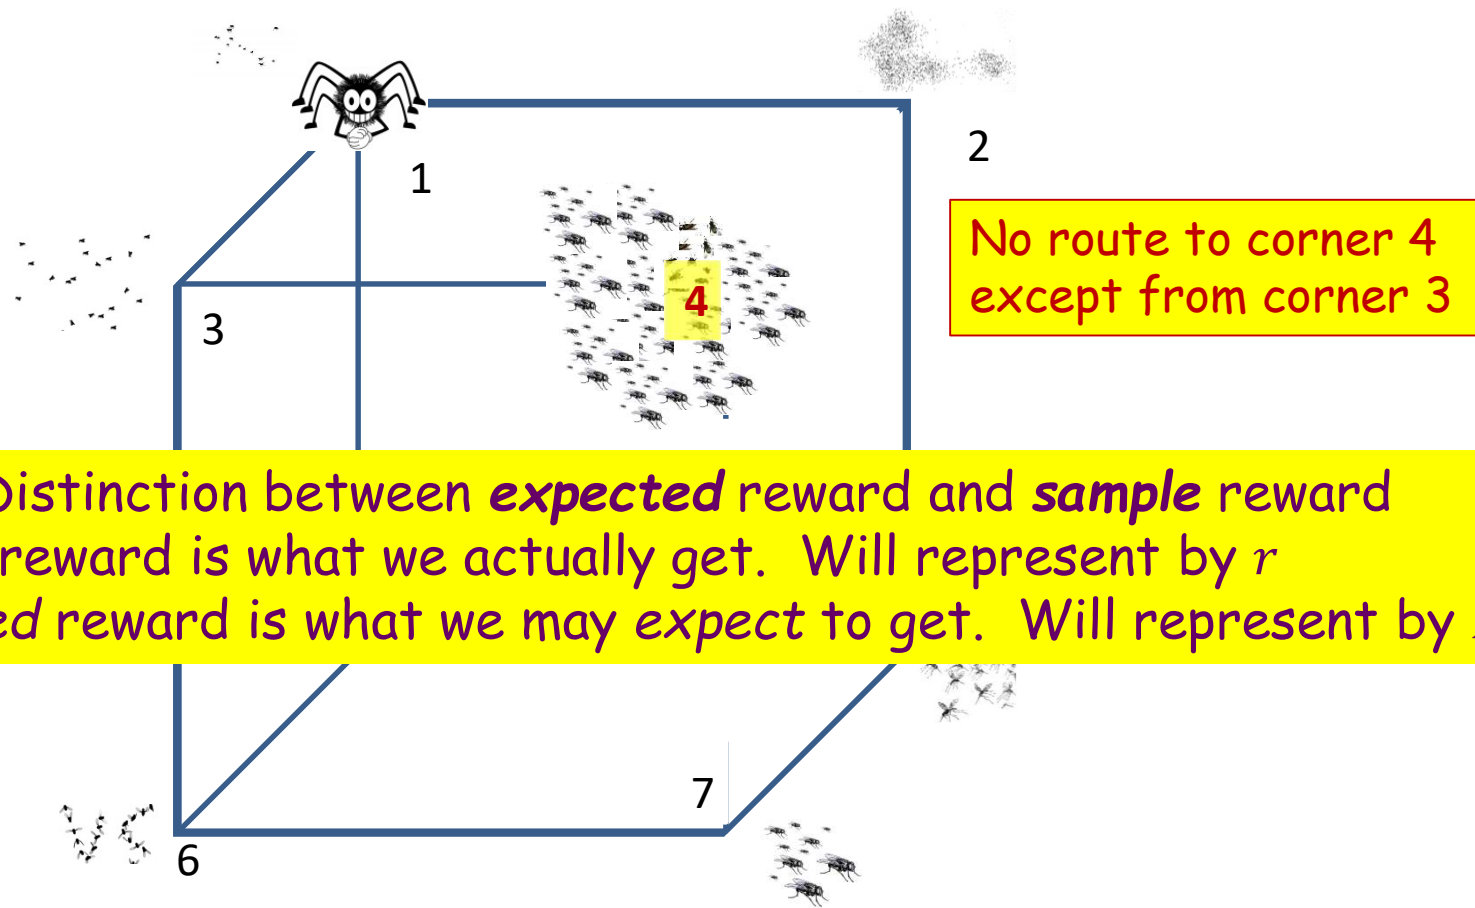 1
2
No route to corner 4
except from corner 3
4
3
Distinction between expected reward and sample reward
reward is what we actually get. Will represent by r
reward is what we may expect to get. Will represent by
7
6